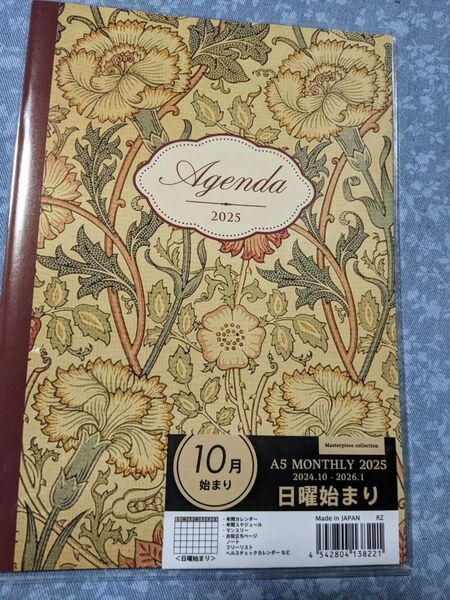 Agenda
2025
Masterpiece collection
10月
始まり
A5 MONTHLY 2025
2024.10 - 2026.1
日曜始まり
・年間カレンダー
・年間スケジュール
・マンスリー
・お役立ちページ
・ノート
・フリーリスト
・ヘルスチェックカレンダー など
<日曜始まり>
Made in JAPAN RZ
4 542804 138221